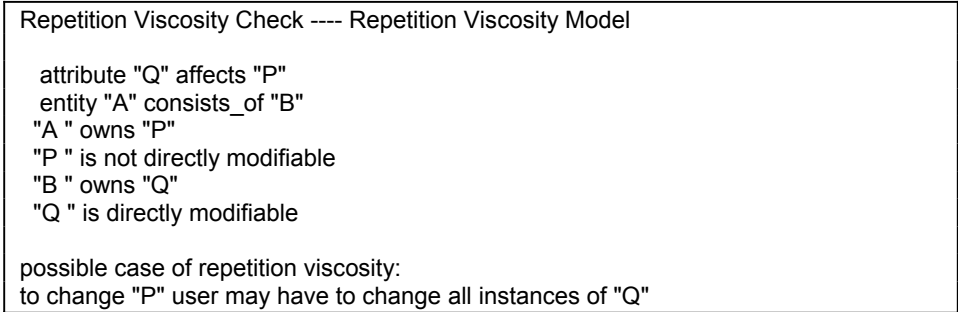 Repetition Viscosity Check ---- Repetition Viscosity Model
attribute "Q" affects "P"
entity "A" consists_of "B"
"A " owns "P"
"P " is not directly modifiable
"B " owns "Q"
"Q " is directly modifiable
possible case of repetition viscosity:
to change "P" user may have to change all instances of "Q"